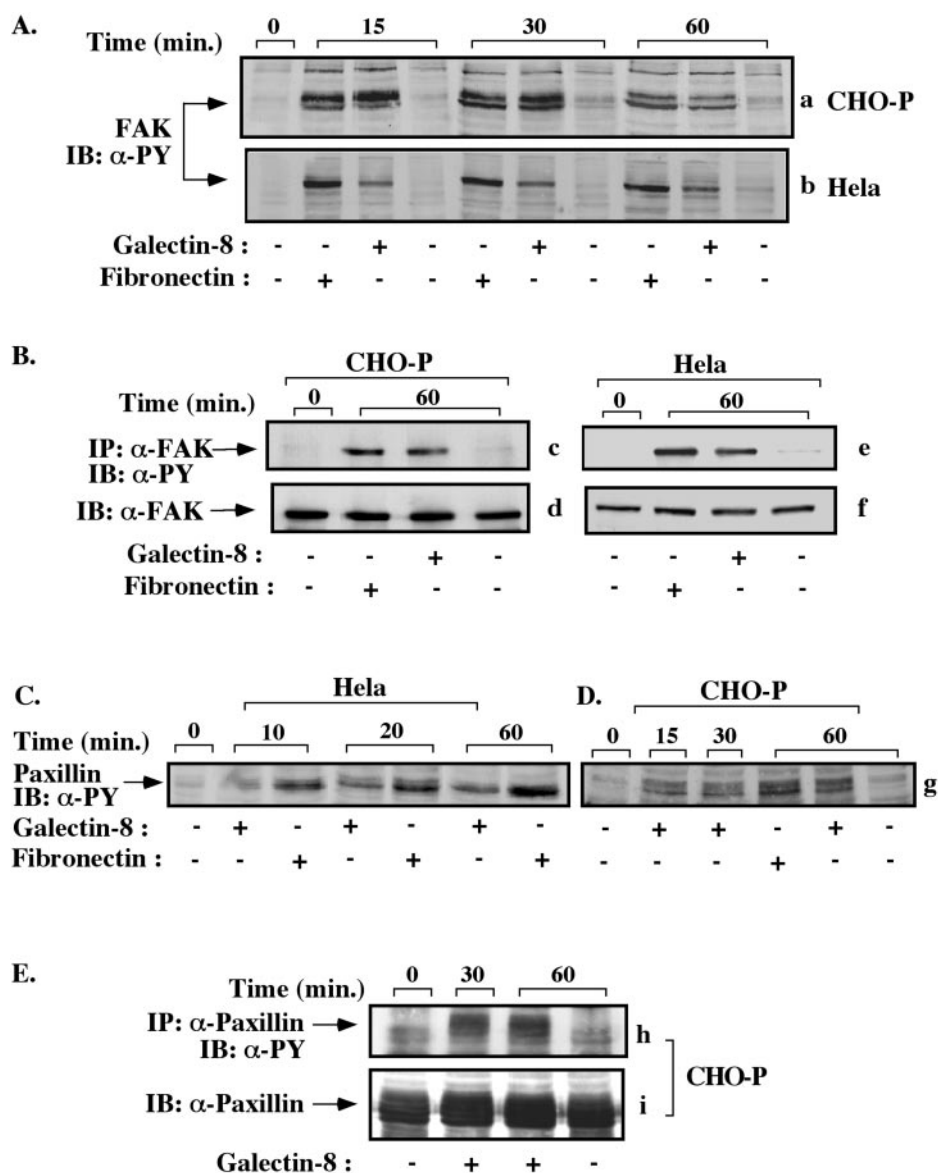 A.
Time (min.) 0 15 30 60
FAK
IB: α-PY
a CHO-P
b Hela
Galectin-8 : - - + - - + - - + -
Fibronectin : - + - - + - - + - -
B.
CHO-P Hela
Time (min.) 0 60 0 60
IP: α-FAK
IB: α-PY
c e
IB: α-FAK d f
Galectin-8 : - - + - - - + -
Fibronectin : - + - - - + - -
C. Hela D. CHO-P
Time (min.) 0 10 20 60 0 15 30 60
Paxillin
IB: α-PY
g
Galectin-8 : - + - + - + - - + + - + -
Fibronectin : - - + - + - + - - - + - -
E.
Time (min.) 0 30 60
IP: α-Paxillin
IB: α-PY
h
CHO-P
IB: α-Paxillin i
Galectin-8 : - + + -